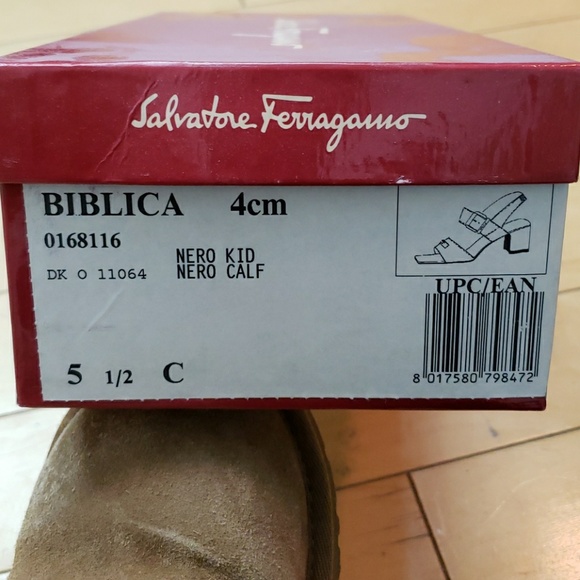 Salvatore Ferragamo
BIBLICA 4cm
0168116
NERO KID
DK O 11064 NERO CALF
UPC/EAN
5 1/2 C
8 017580 798472